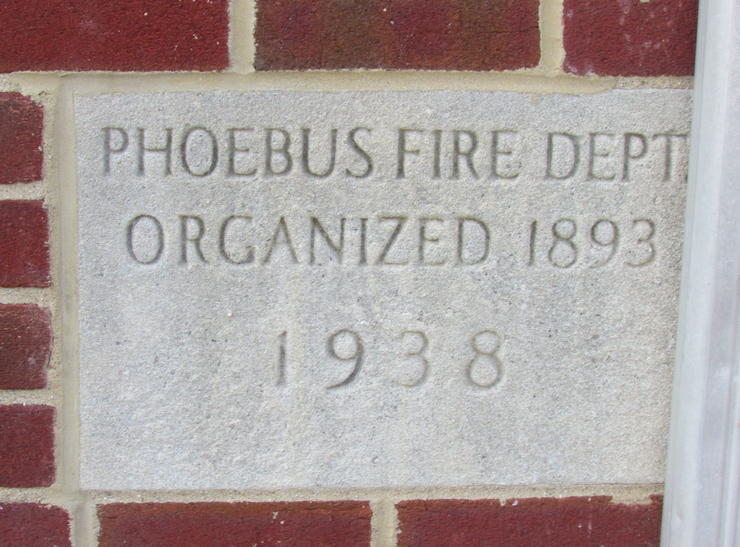 PHOEBUS FIRE DEPT.
ORGANIZED 1893
1938